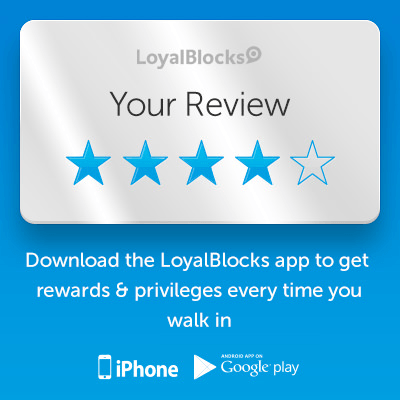 LoyalBlocks
Your Review
Download the LoyalBlocks app to get
rewards & privileges every time you
walk in
iPhone
ANDROID APP ON
Google play